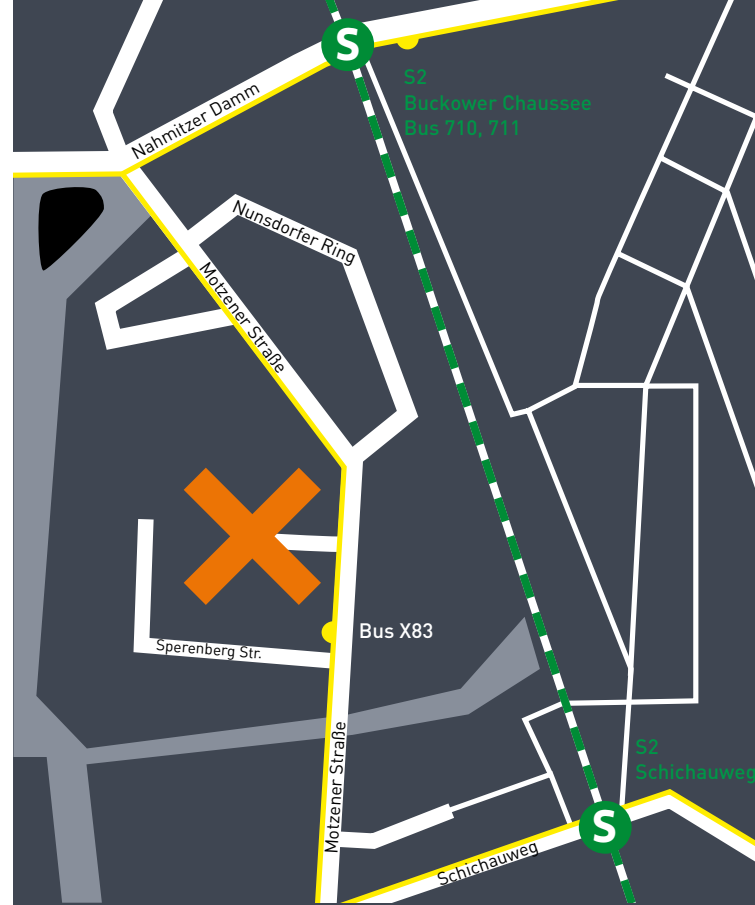 S
S2
Buckower Chaussee
Bus 710, 711
Nahmitzer Damm
Nunsdorfer Ring
Motzener Straße
Bus X83
Sperenberg Str.
Motzener Straße
S2
Schichauweg
S
Schichauweg